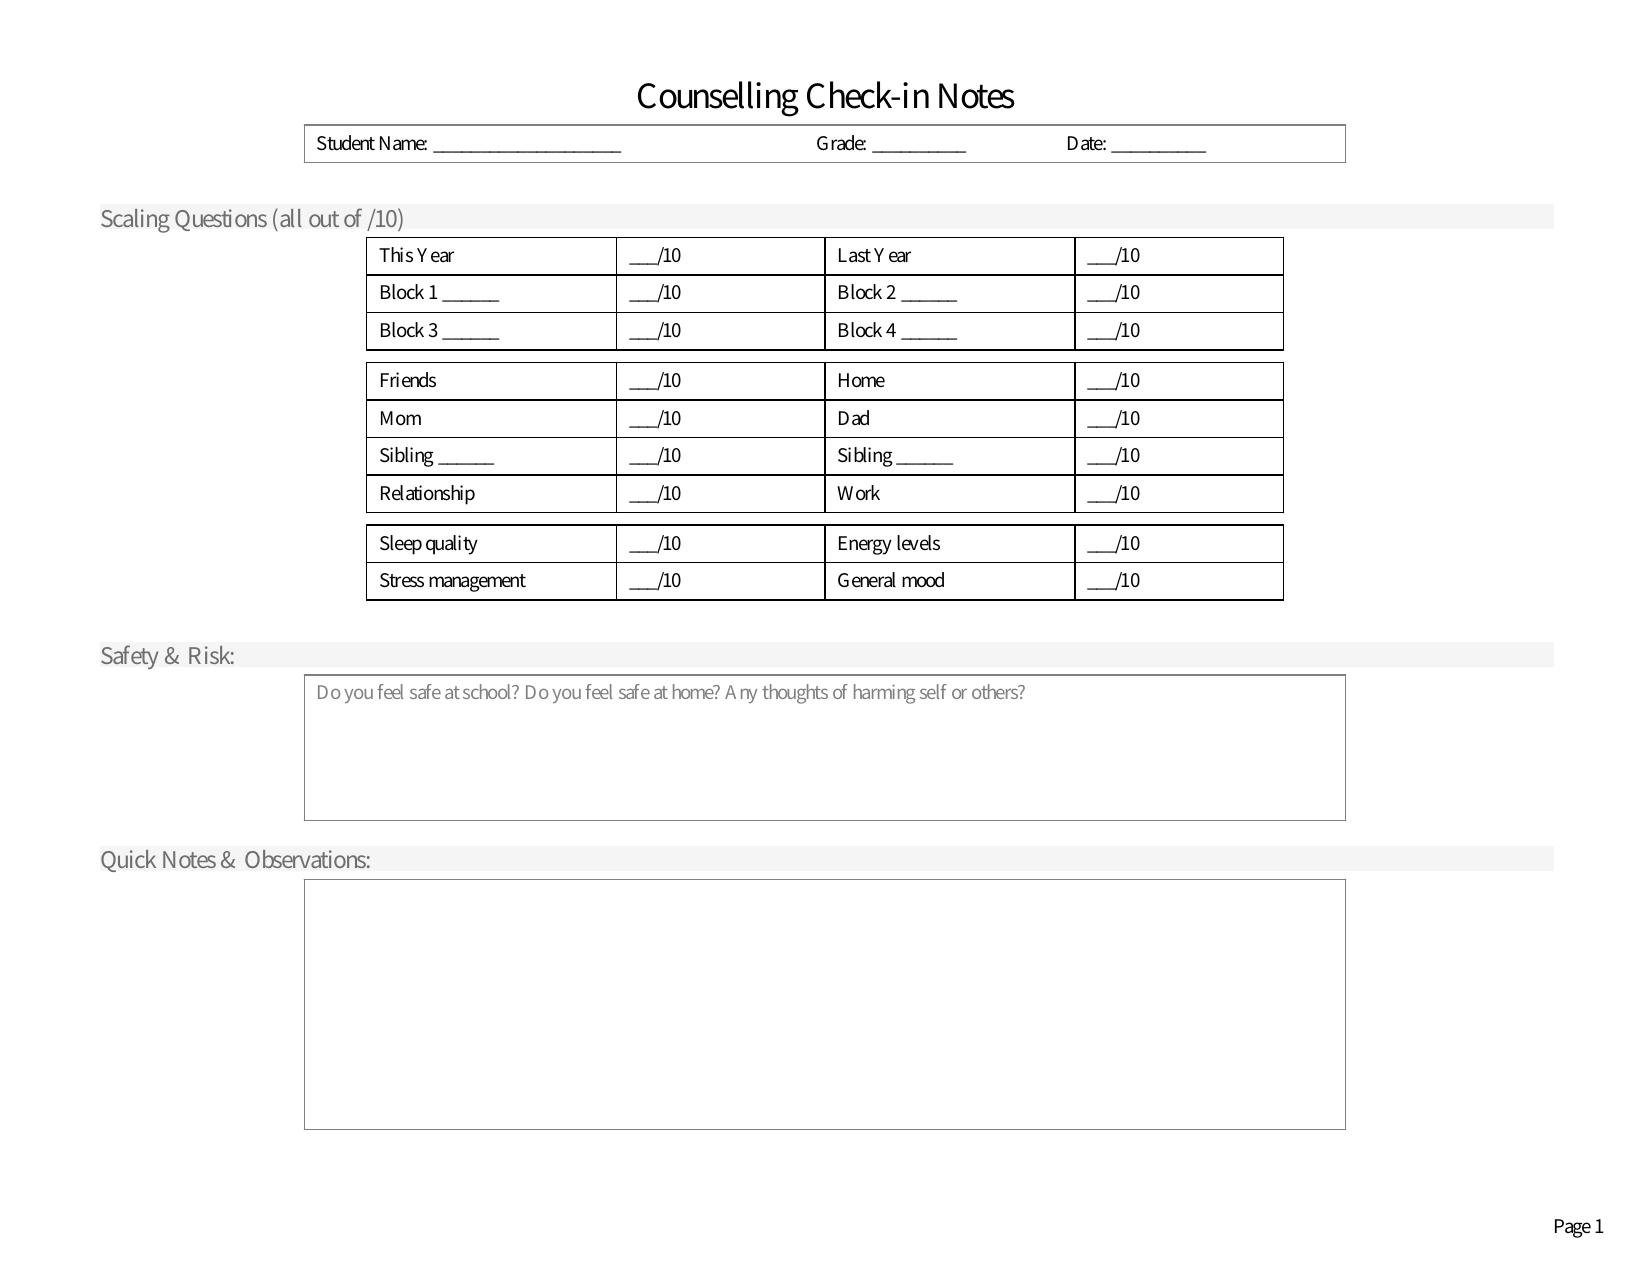 Counselling Check-in Notes
Student Name: ____________________ Grade: __________ Date: __________
Scaling Questions (all out of /10)
This Year ___/10 Last Year ___/10
Block 1 ______ ___/10 Block 2 ______ ___/10
Block 3 ______ ___/10 Block 4 ______ ___/10
Friends ___/10 Home ___/10
Mom ___/10 Dad ___/10
Sibling ______ ___/10 Sibling ______ ___/10
Relationship ___/10 Work ___/10
Sleep quality ___/10 Energy levels ___/10
Stress management ___/10 General mood ___/10
Safety & Risk:
Do you feel safe at school? Do you feel safe at home? Any thoughts of harming self or others?
Quick Notes & Observations:
Page 1